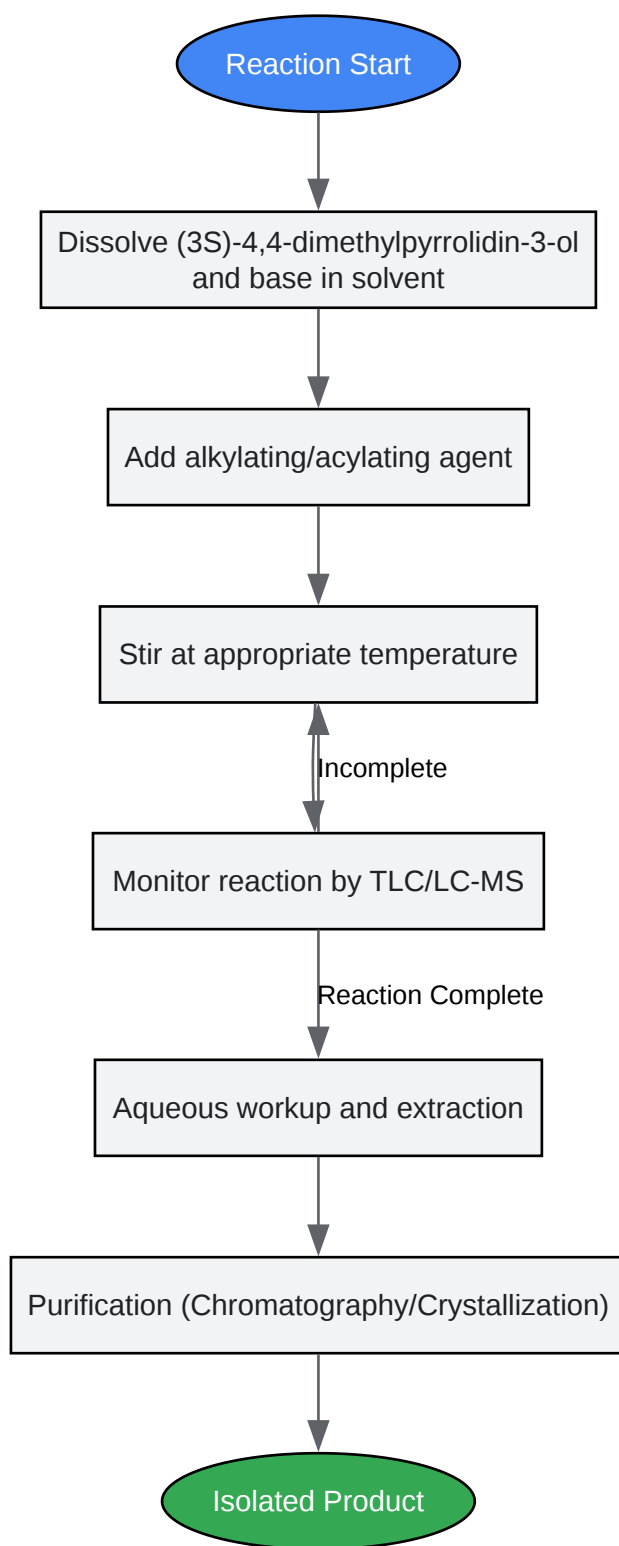 Reaction Start
Dissolve (3S)-4,4-dimethylpyrrolidin-3-ol
and base in solvent
Add alkylating/acylating agent
Stir at appropriate temperature
Incomplete
Monitor reaction by TLC/LC-MS
Reaction Complete
Aqueous workup and extraction
Purification (Chromatography/Crystallization)
Isolated Product